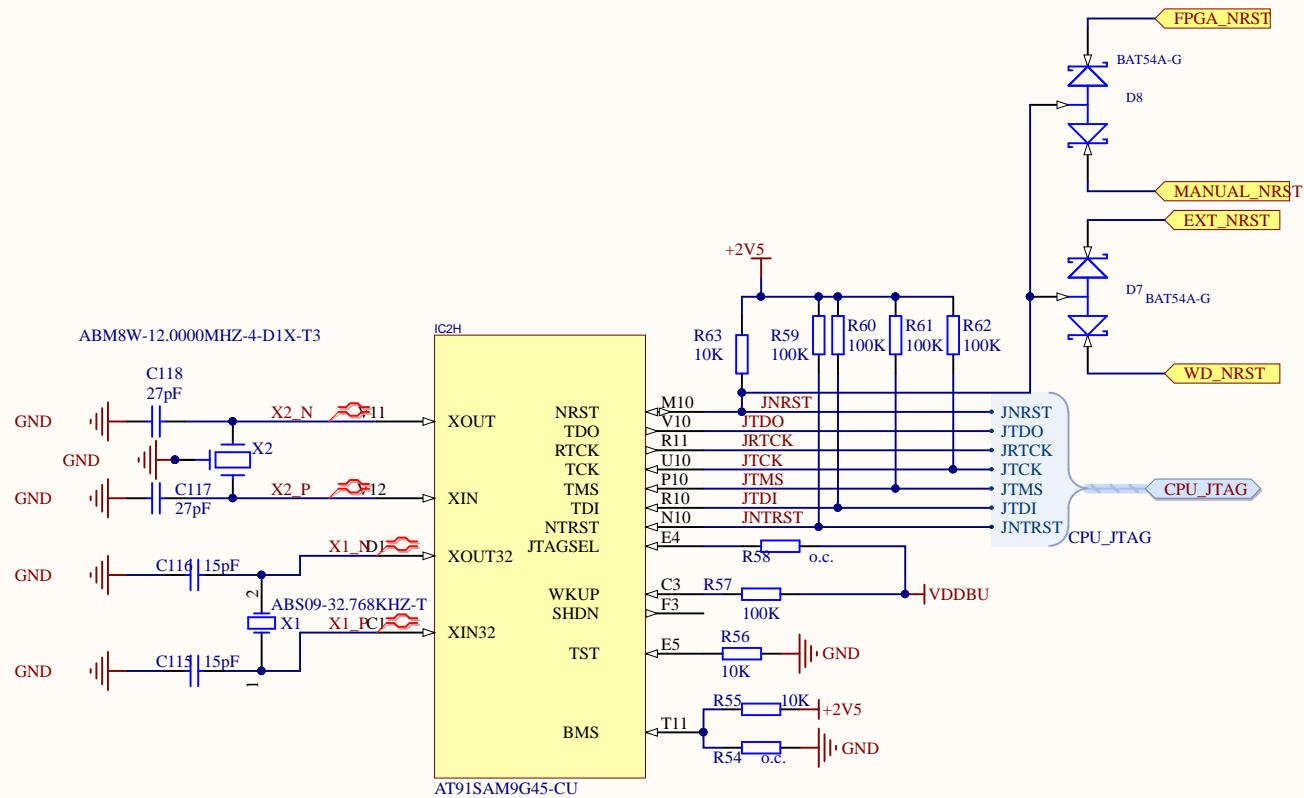 FPGA_NRST
BAT54A-G
D8
MANUAL_NRST
EXT_NRST
D7 BAT54A-G
WD_NRST
+2V5
R63
10K
R59
100K
R60
100K
R61
100K
R62
100K
ABM8W-12.0000MHZ-4-D1X-T3
IC2H
C118
27pF
GND
X2_N
11
XOUT
GND
X2
GND
C117
27pF
X2_P
12
XIN
X1_N
D1
XOUT32
GND
C116
15pF
2
ABS09-32.768KHZ-T
X1
X1_P
C1
XIN32
GND
C115
15pF
1
NRST
M10
JNRST
JNRST
TDO
V10
JTDO
JTDO
RTCK
R11
JRTCK
JRTCK
TCK
U10
JTCK
JTCK
TMS
P10
JTMS
JTMS
TDI
R10
JTDI
JTDI
NTRST
N10
JNTRST
JNTRST
CPU_JTAG
CPU_JTAG
JTAGSEL
E4
R58
o.c.
WKUP
C3
R57
100K
VDDBU
SHDN
F3
TST
E5
R56
10K
GND
R55
10K
+2V5
BMS
T11
R54
o.c.
GND
AT91SAM9G45-CU